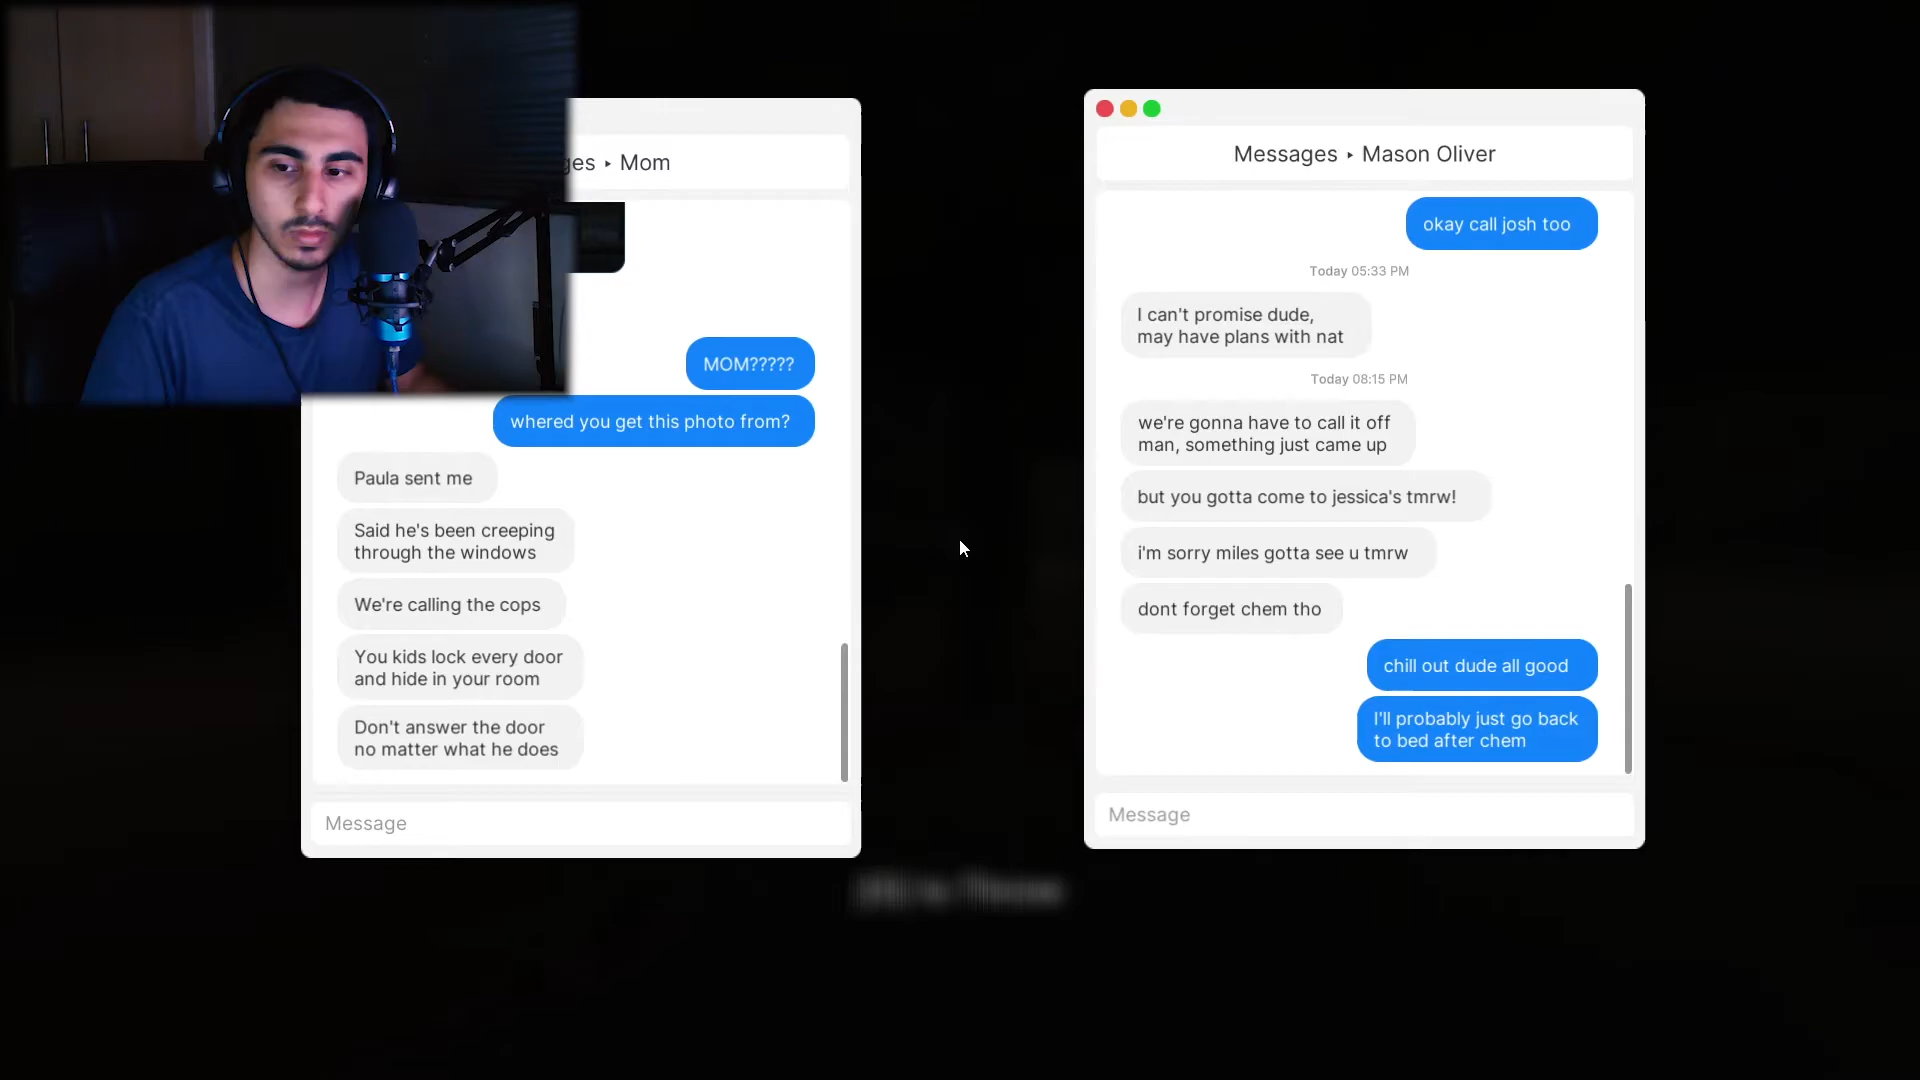 ges ▸ Mom
MOM?????
whered you get this photo from?
Paula sent me
Said he's been creeping
through the windows
We're calling the cops
You kids lock every door
and hide in your room
Don't answer the door
no matter what he does
Message
Messages ▸ Mason Oliver
okay call josh too
Today 05:33 PM
I can't promise dude,
may have plans with nat
Today 08:15 PM
we're gonna have to call it off
man, something just came up
but you gotta come to jessica's tmrw!
i'm sorry miles gotta see u tmrw
dont forget chem tho
chill out dude all good
I'll probably just go back
to bed after chem
Message